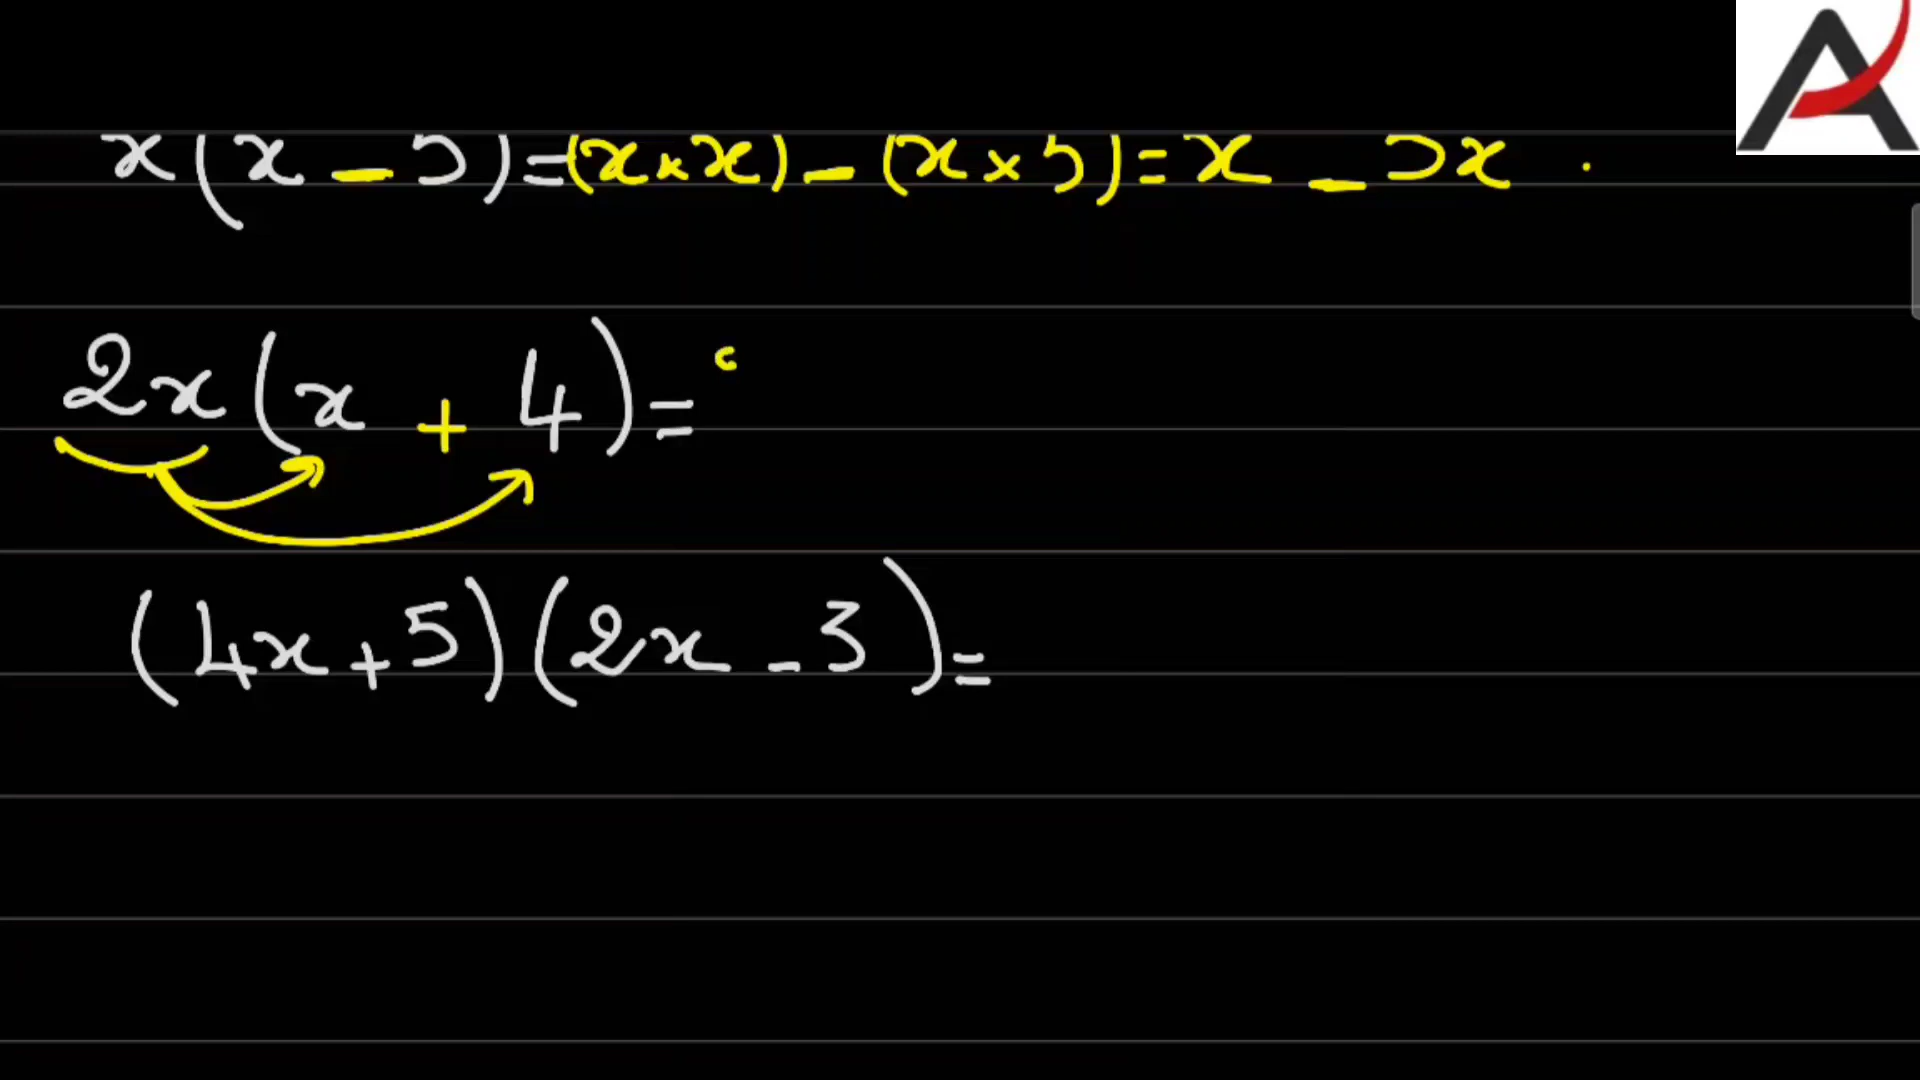 x(x - 5)=(x×x)-(x×5)=x - 5x.
2x(x + 4)=
(4x+5)(2x-3)=